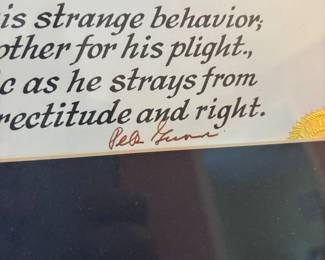 is strange behavior;
other for his plight.,
c as he strays from
rectitude and right.